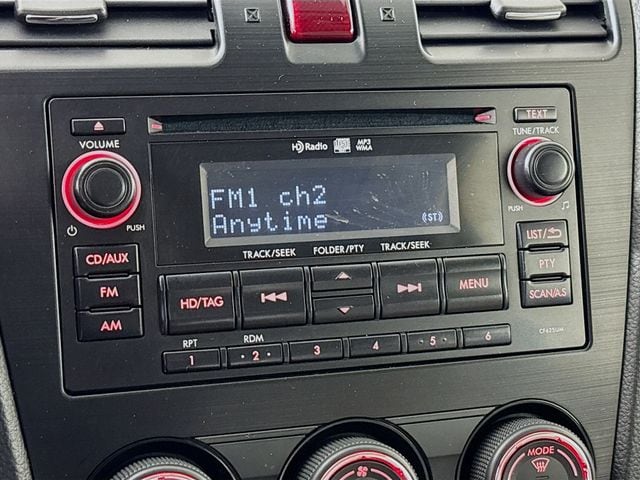 TEXT
VOLUME
HD Radio
MP3
WMA
TUNE/TRACK
FM1 ch2
Anytime
(ST)
PUSH
PUSH
TRACK/SEEK
FOLDER/PTY
TRACK/SEEK
LIST/
CD/AUX
PTY
FM
HD/TAG
MENU
SCAN/A.S
AM
CF625UM
RPT
RDM
1
2
3
4
5
6
MODE